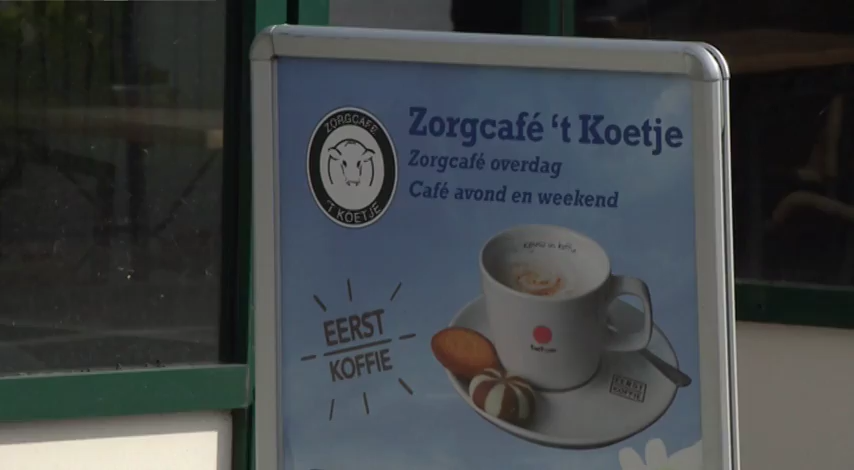 ZORGCAFE
'T KOETJE
Zorgcafé 't Koetje
Zorgcafé overdag
Café avond en weekend
EERST
KOFFIE
EERST
KOFFIE